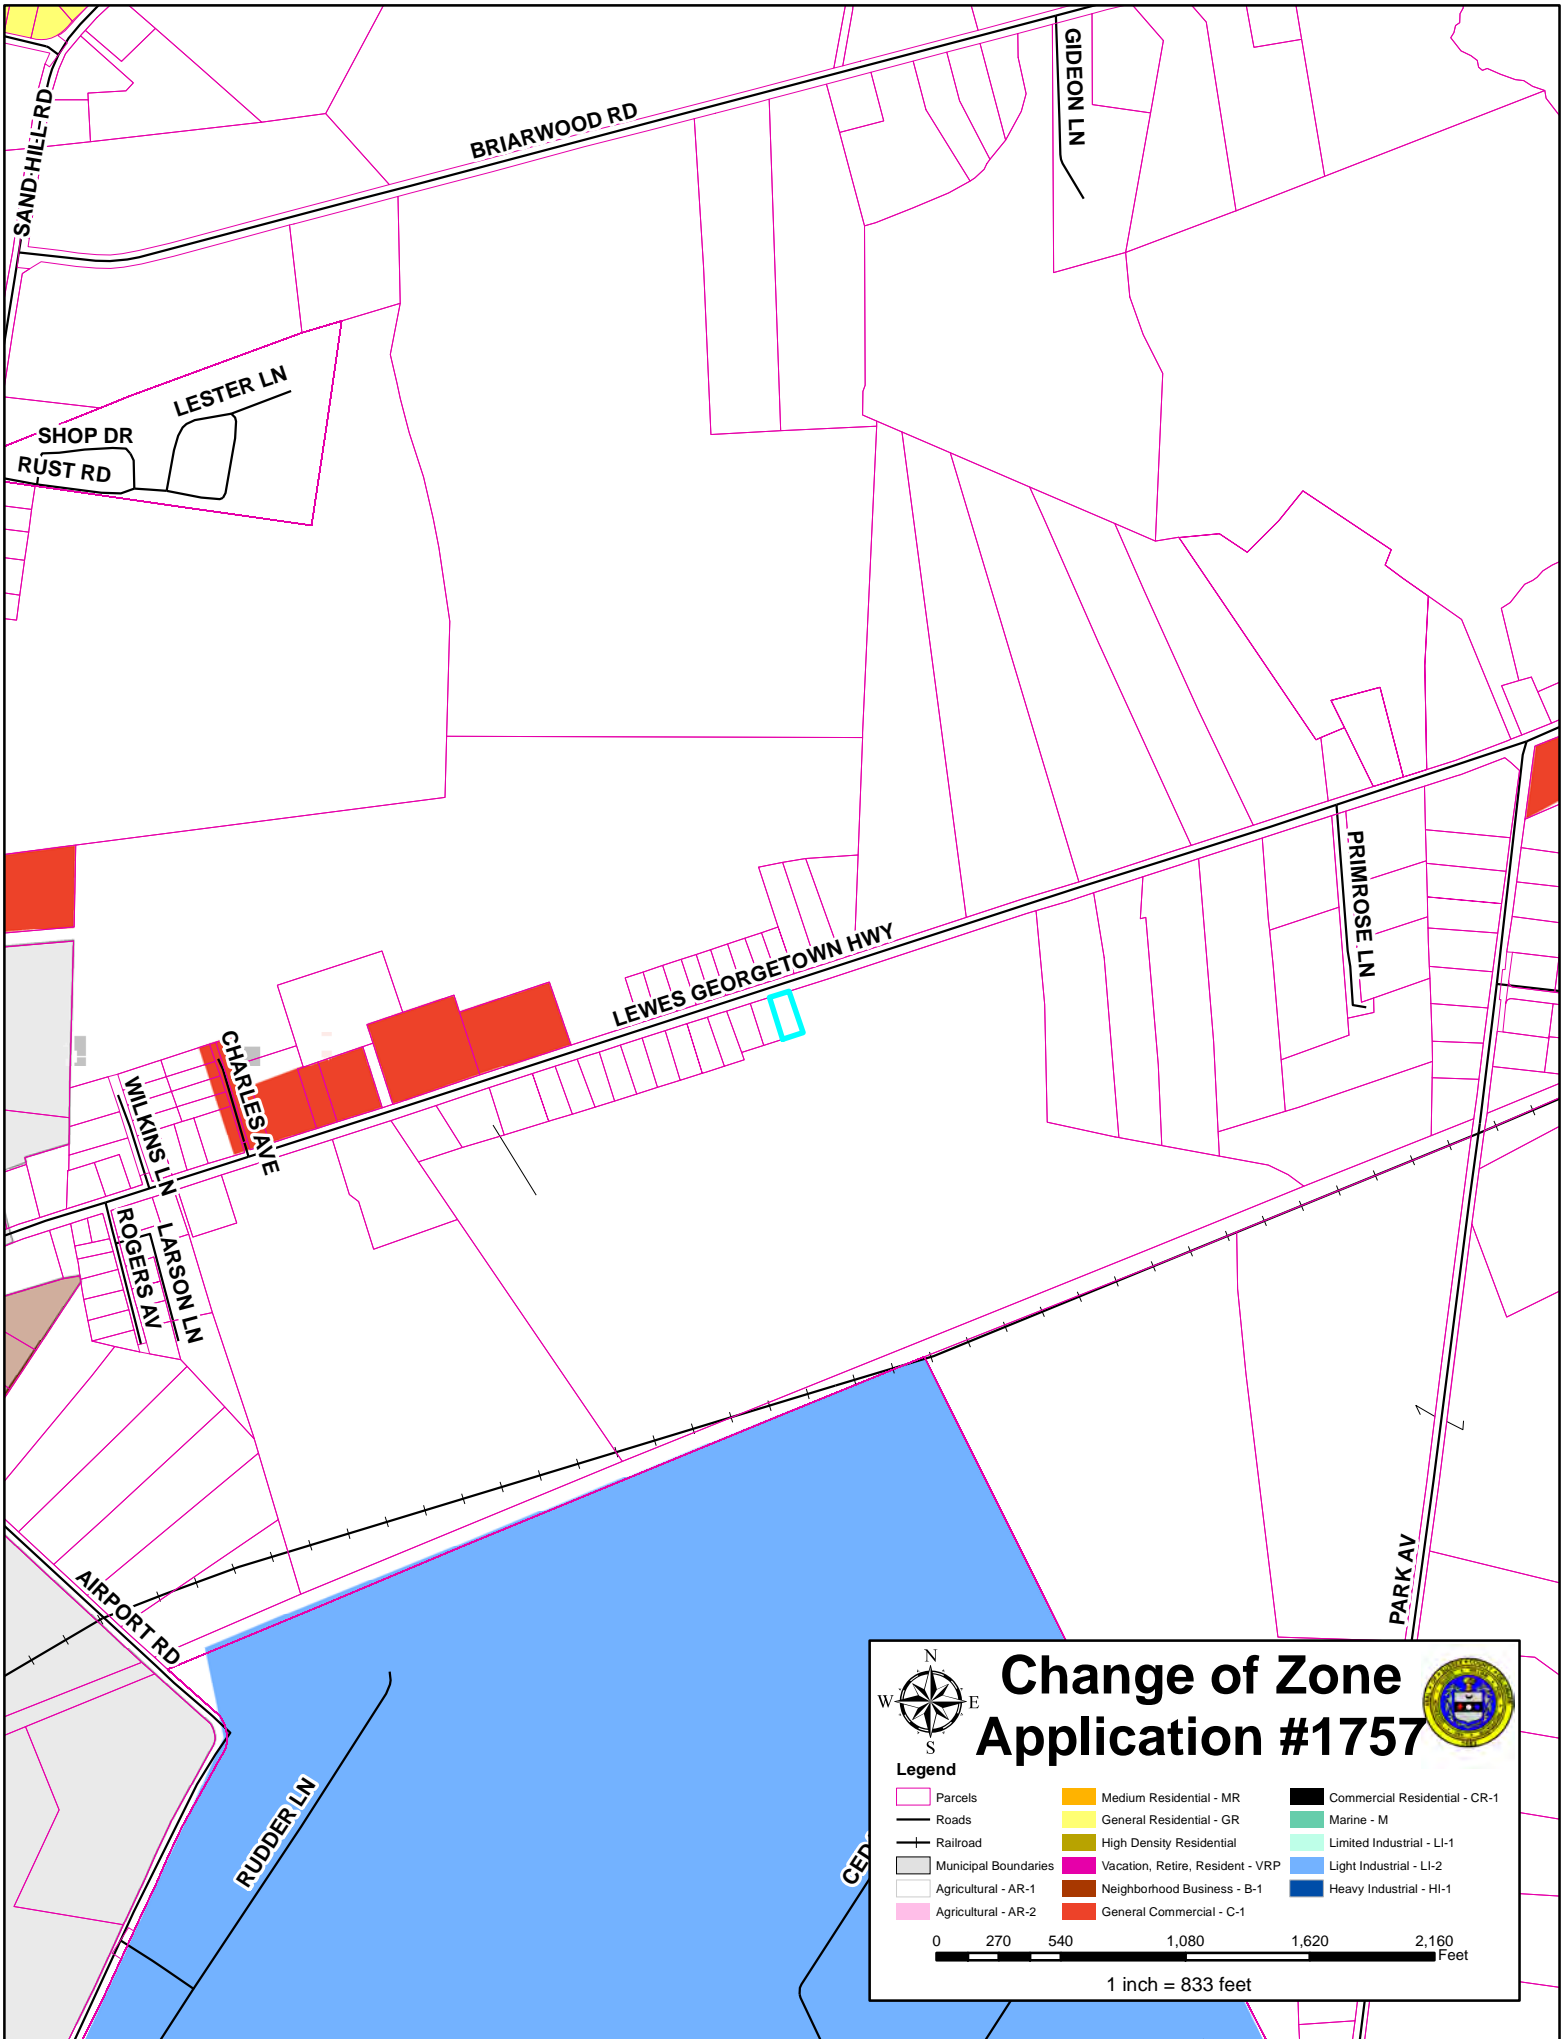 GIDEON LN
BRIARWOOD RD
SAND HILL RD
LESTER LN
SHOP DR
RUST RD
PRIMROSE LN
LEWES GEORGETOWN HWY
CHARLES AVE
WILKINS LN
ROGERS AV
LARSON LN
AIRPORT RD
PARK AV
RUDDER LN
CED
N
W E
S
Change of Zone
Application #1757
Legend
Parcels
Roads
Railroad
Municipal Boundaries
Agricultural - AR-1
Agricultural - AR-2
Medium Residential - MR
General Residential - GR
High Density Residential
Vacation, Retire, Resident - VRP
Neighborhood Business - B-1
General Commercial - C-1
Commercial Residential - CR-1
Marine - M
Limited Industrial - LI-1
Light Industrial - LI-2
Heavy Industrial - HI-1
0 270 540 1,080 1,620 2,160
Feet
1 inch = 833 feet